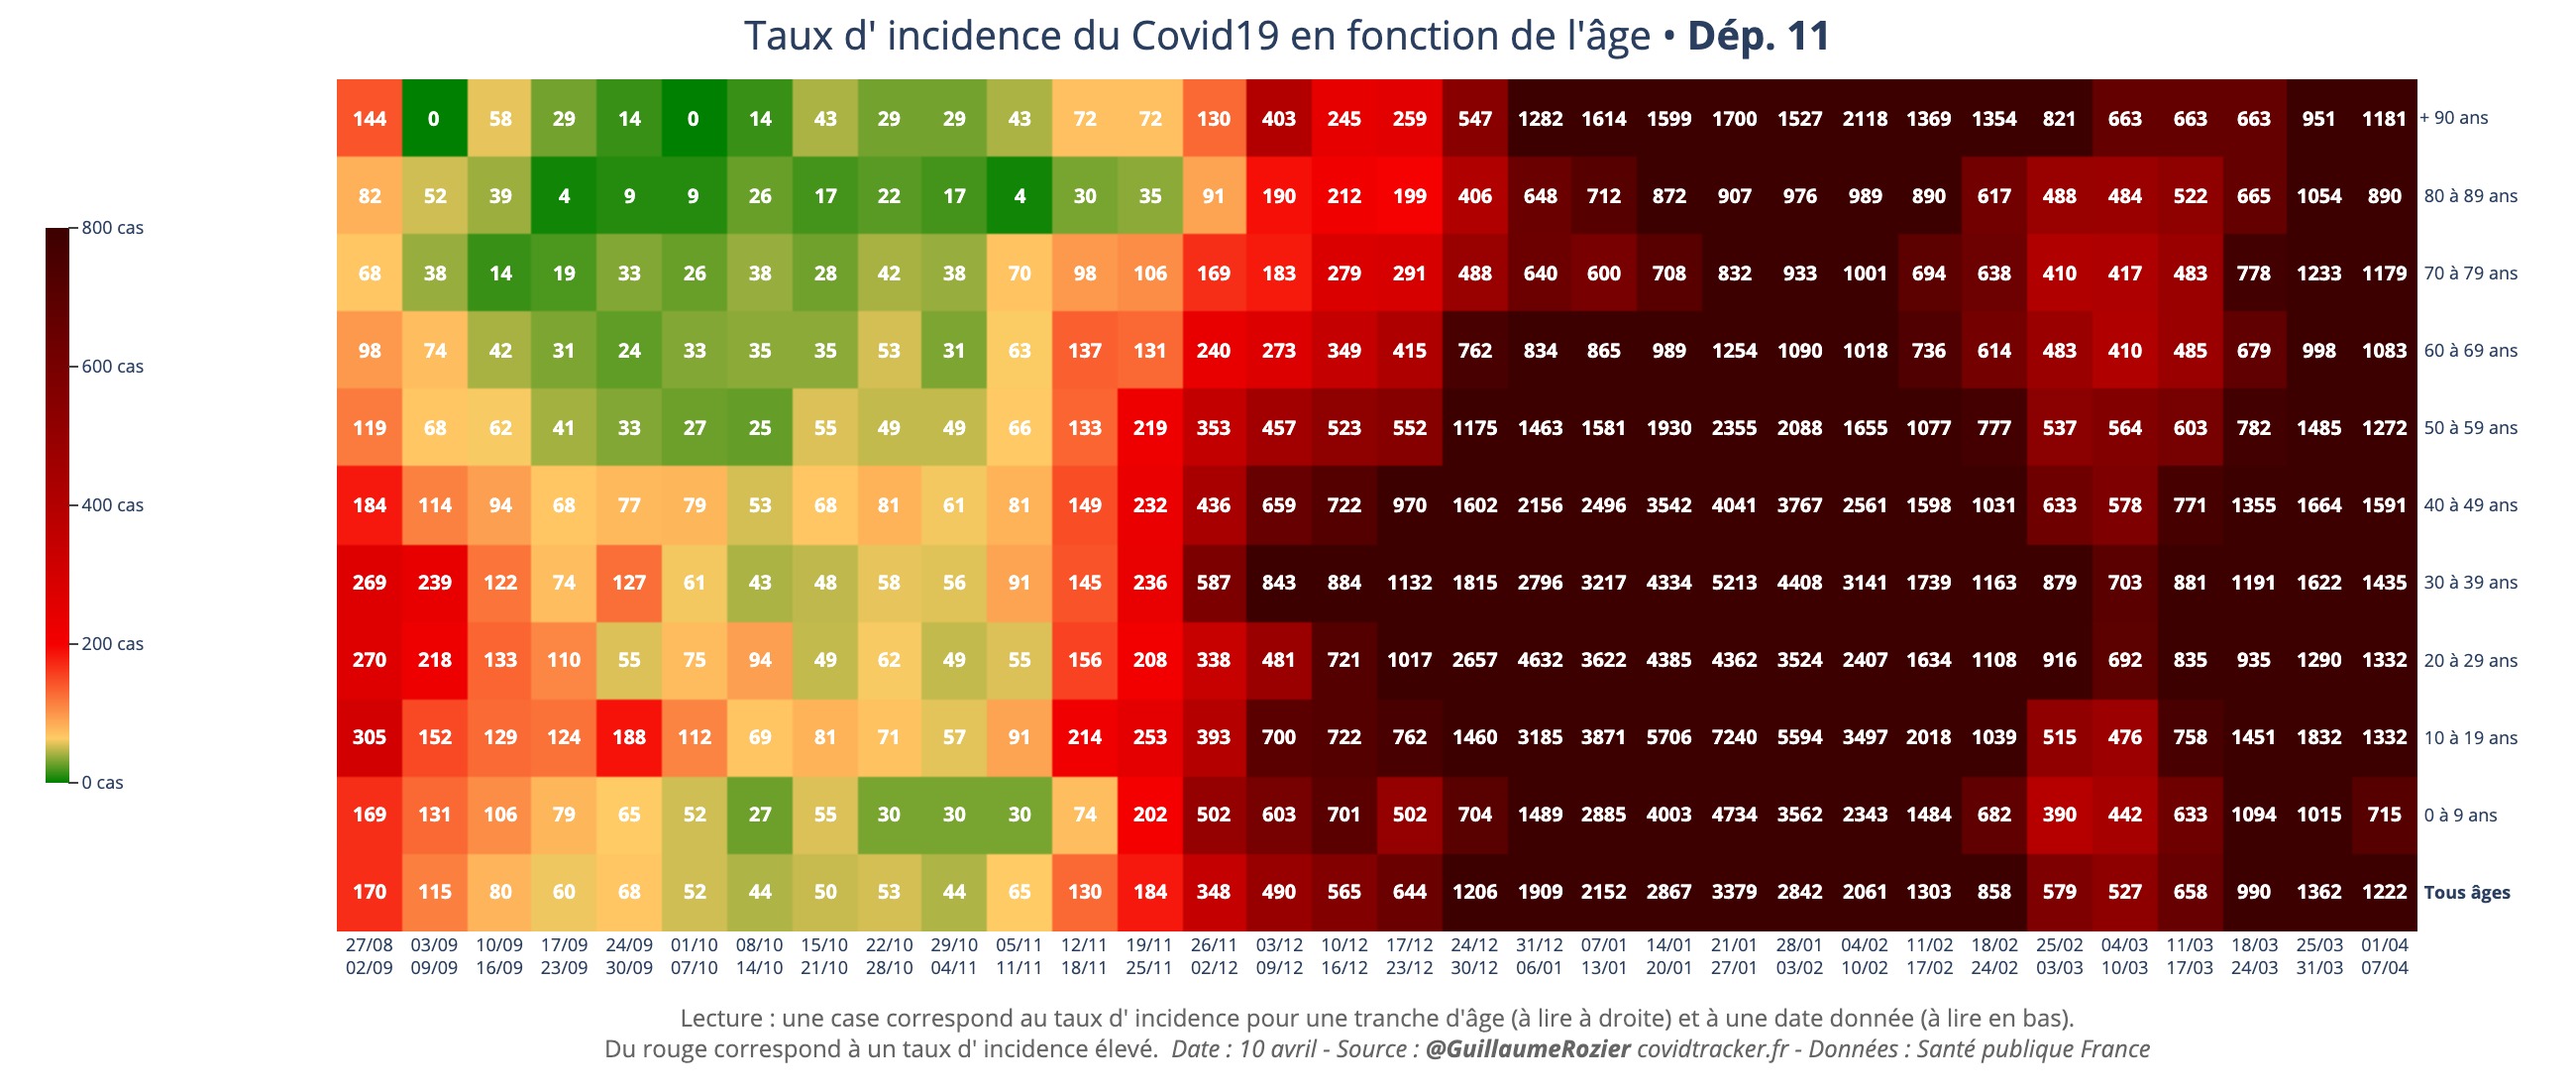 Taux d' incidence du Covid19 en fonction de l'âge • Dép. 11
144 0 58 29 14 0 14 43 29 29 43 72 72 130 403 245 259 547 1282 1614 1599 1700 1527 2118 1369 1354 821 663 663 663 951 1181 + 90 ans
82 52 39 4 9 9 26 17 22 17 4 30 35 91 190 212 199 406 648 712 872 907 976 989 890 617 488 484 522 665 1054 890 80 à 89 ans
68 38 14 19 33 26 38 28 42 38 70 98 106 169 183 279 291 488 640 600 708 832 933 1001 694 638 410 417 483 778 1233 1179 70 à 79 ans
98 74 42 31 24 33 35 35 53 31 63 137 131 240 273 349 415 762 834 865 989 1254 1090 1018 736 614 483 410 485 679 998 1083 60 à 69 ans
119 68 62 41 33 27 25 55 49 49 66 133 219 353 457 523 552 1175 1463 1581 1930 2355 2088 1655 1077 777 537 564 603 782 1485 1272 50 à 59 ans
184 114 94 68 77 79 53 68 81 61 81 149 232 436 659 722 970 1602 2156 2496 3542 4041 3767 2561 1598 1031 633 578 771 1355 1664 1591 40 à 49 ans
269 239 122 74 127 61 43 48 58 56 91 145 236 587 843 884 1132 1815 2796 3217 4334 5213 4408 3141 1739 1163 879 703 881 1191 1622 1435 30 à 39 ans
270 218 133 110 55 75 94 49 62 49 55 156 208 338 481 721 1017 2657 4632 3622 4385 4362 3524 2407 1634 1108 916 692 835 935 1290 1332 20 à 29 ans
305 152 129 124 188 112 69 81 71 57 91 214 253 393 700 722 762 1460 3185 3871 5706 7240 5594 3497 2018 1039 515 476 758 1451 1832 1332 10 à 19 ans
169 131 106 79 65 52 27 55 30 30 30 74 202 502 603 701 502 704 1489 2885 4003 4734 3562 2343 1484 682 390 442 633 1094 1015 715 0 à 9 ans
170 115 80 60 68 52 44 50 53 44 65 130 184 348 490 565 644 1206 1909 2152 2867 3379 2842 2061 1303 858 579 527 658 990 1362 1222 Tous âges
800 cas
600 cas
400 cas
200 cas
0 cas
27/08 03/09 10/09 17/09 24/09 01/10 08/10 15/10 22/10 29/10 05/11 12/11 19/11 26/11 03/12 10/12 17/12 24/12 31/12 07/01 14/01 21/01 28/01 04/02 11/02 18/02 25/02 04/03 11/03 18/03 25/03 01/04
02/09 09/09 16/09 23/09 30/09 07/10 14/10 21/10 28/10 04/11 11/11 18/11 25/11 02/12 09/12 16/12 23/12 30/12 06/01 13/01 20/01 27/01 03/02 10/02 17/02 24/02 03/03 10/03 17/03 24/03 31/03 07/04
Lecture : une case correspond au taux d' incidence pour une tranche d'âge (à lire à droite) et à une date donnée (à lire en bas).
Du rouge correspond à un taux d' incidence élevé. Date : 10 avril - Source : @GuillaumeRozier covidtracker.fr - Données : Santé publique France